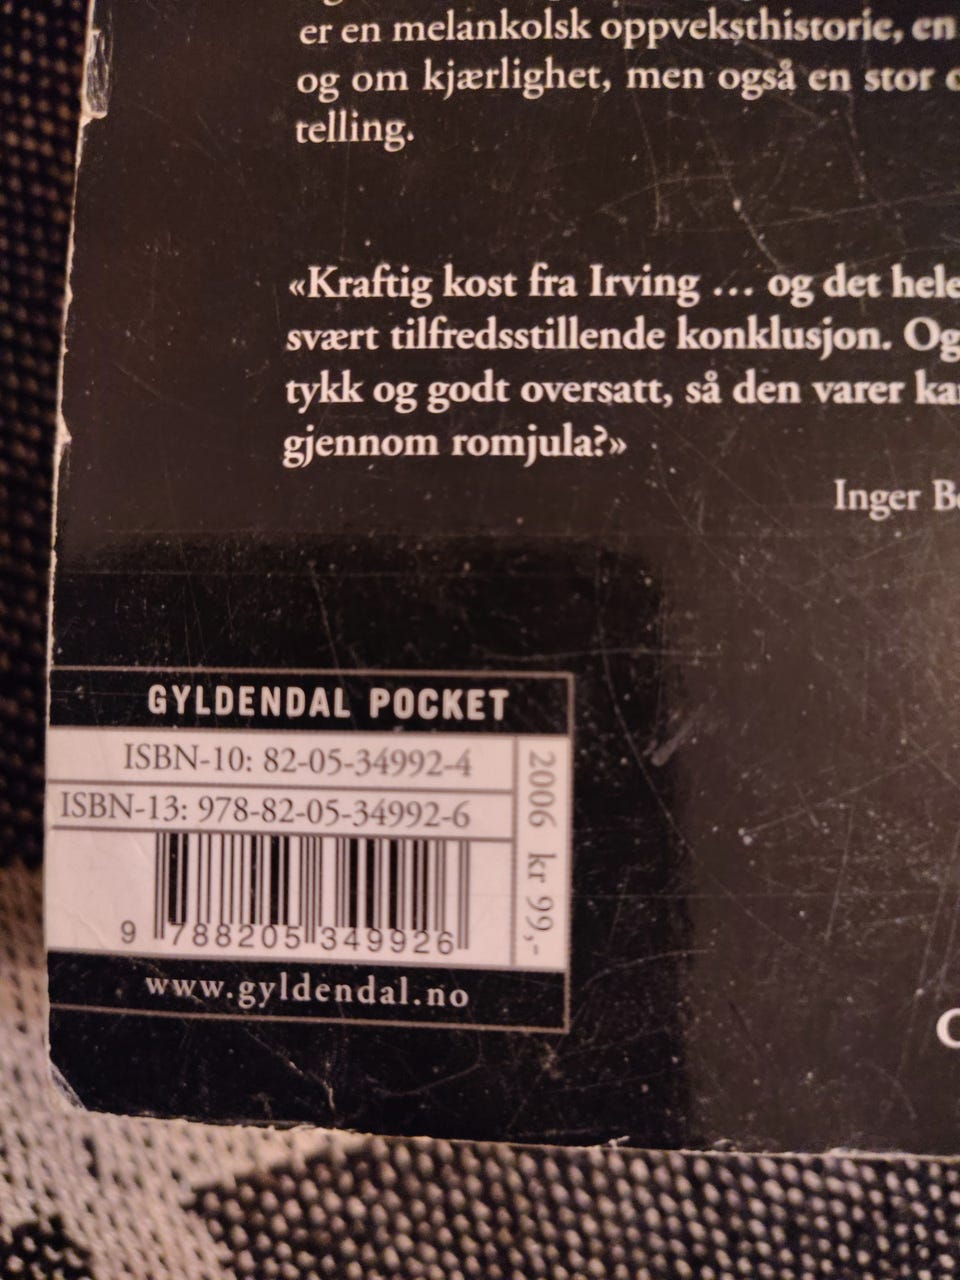 er en melankolsk oppveksthistorie, en
og om kjærlighet, men også en stor
telling.
«Kraftig kost fra Irving … og det hele
svært tilfredsstillende konklusjon. Og
tykk og godt oversatt, så den varer
gjennom romjula?»
Inger
GYLDENDAL POCKET
ISBN-10: 82-05-34992-4
ISBN-13: 978-82-05-34992-6
2006 kr 99,-
9 788205 349926
www.gyldendal.no